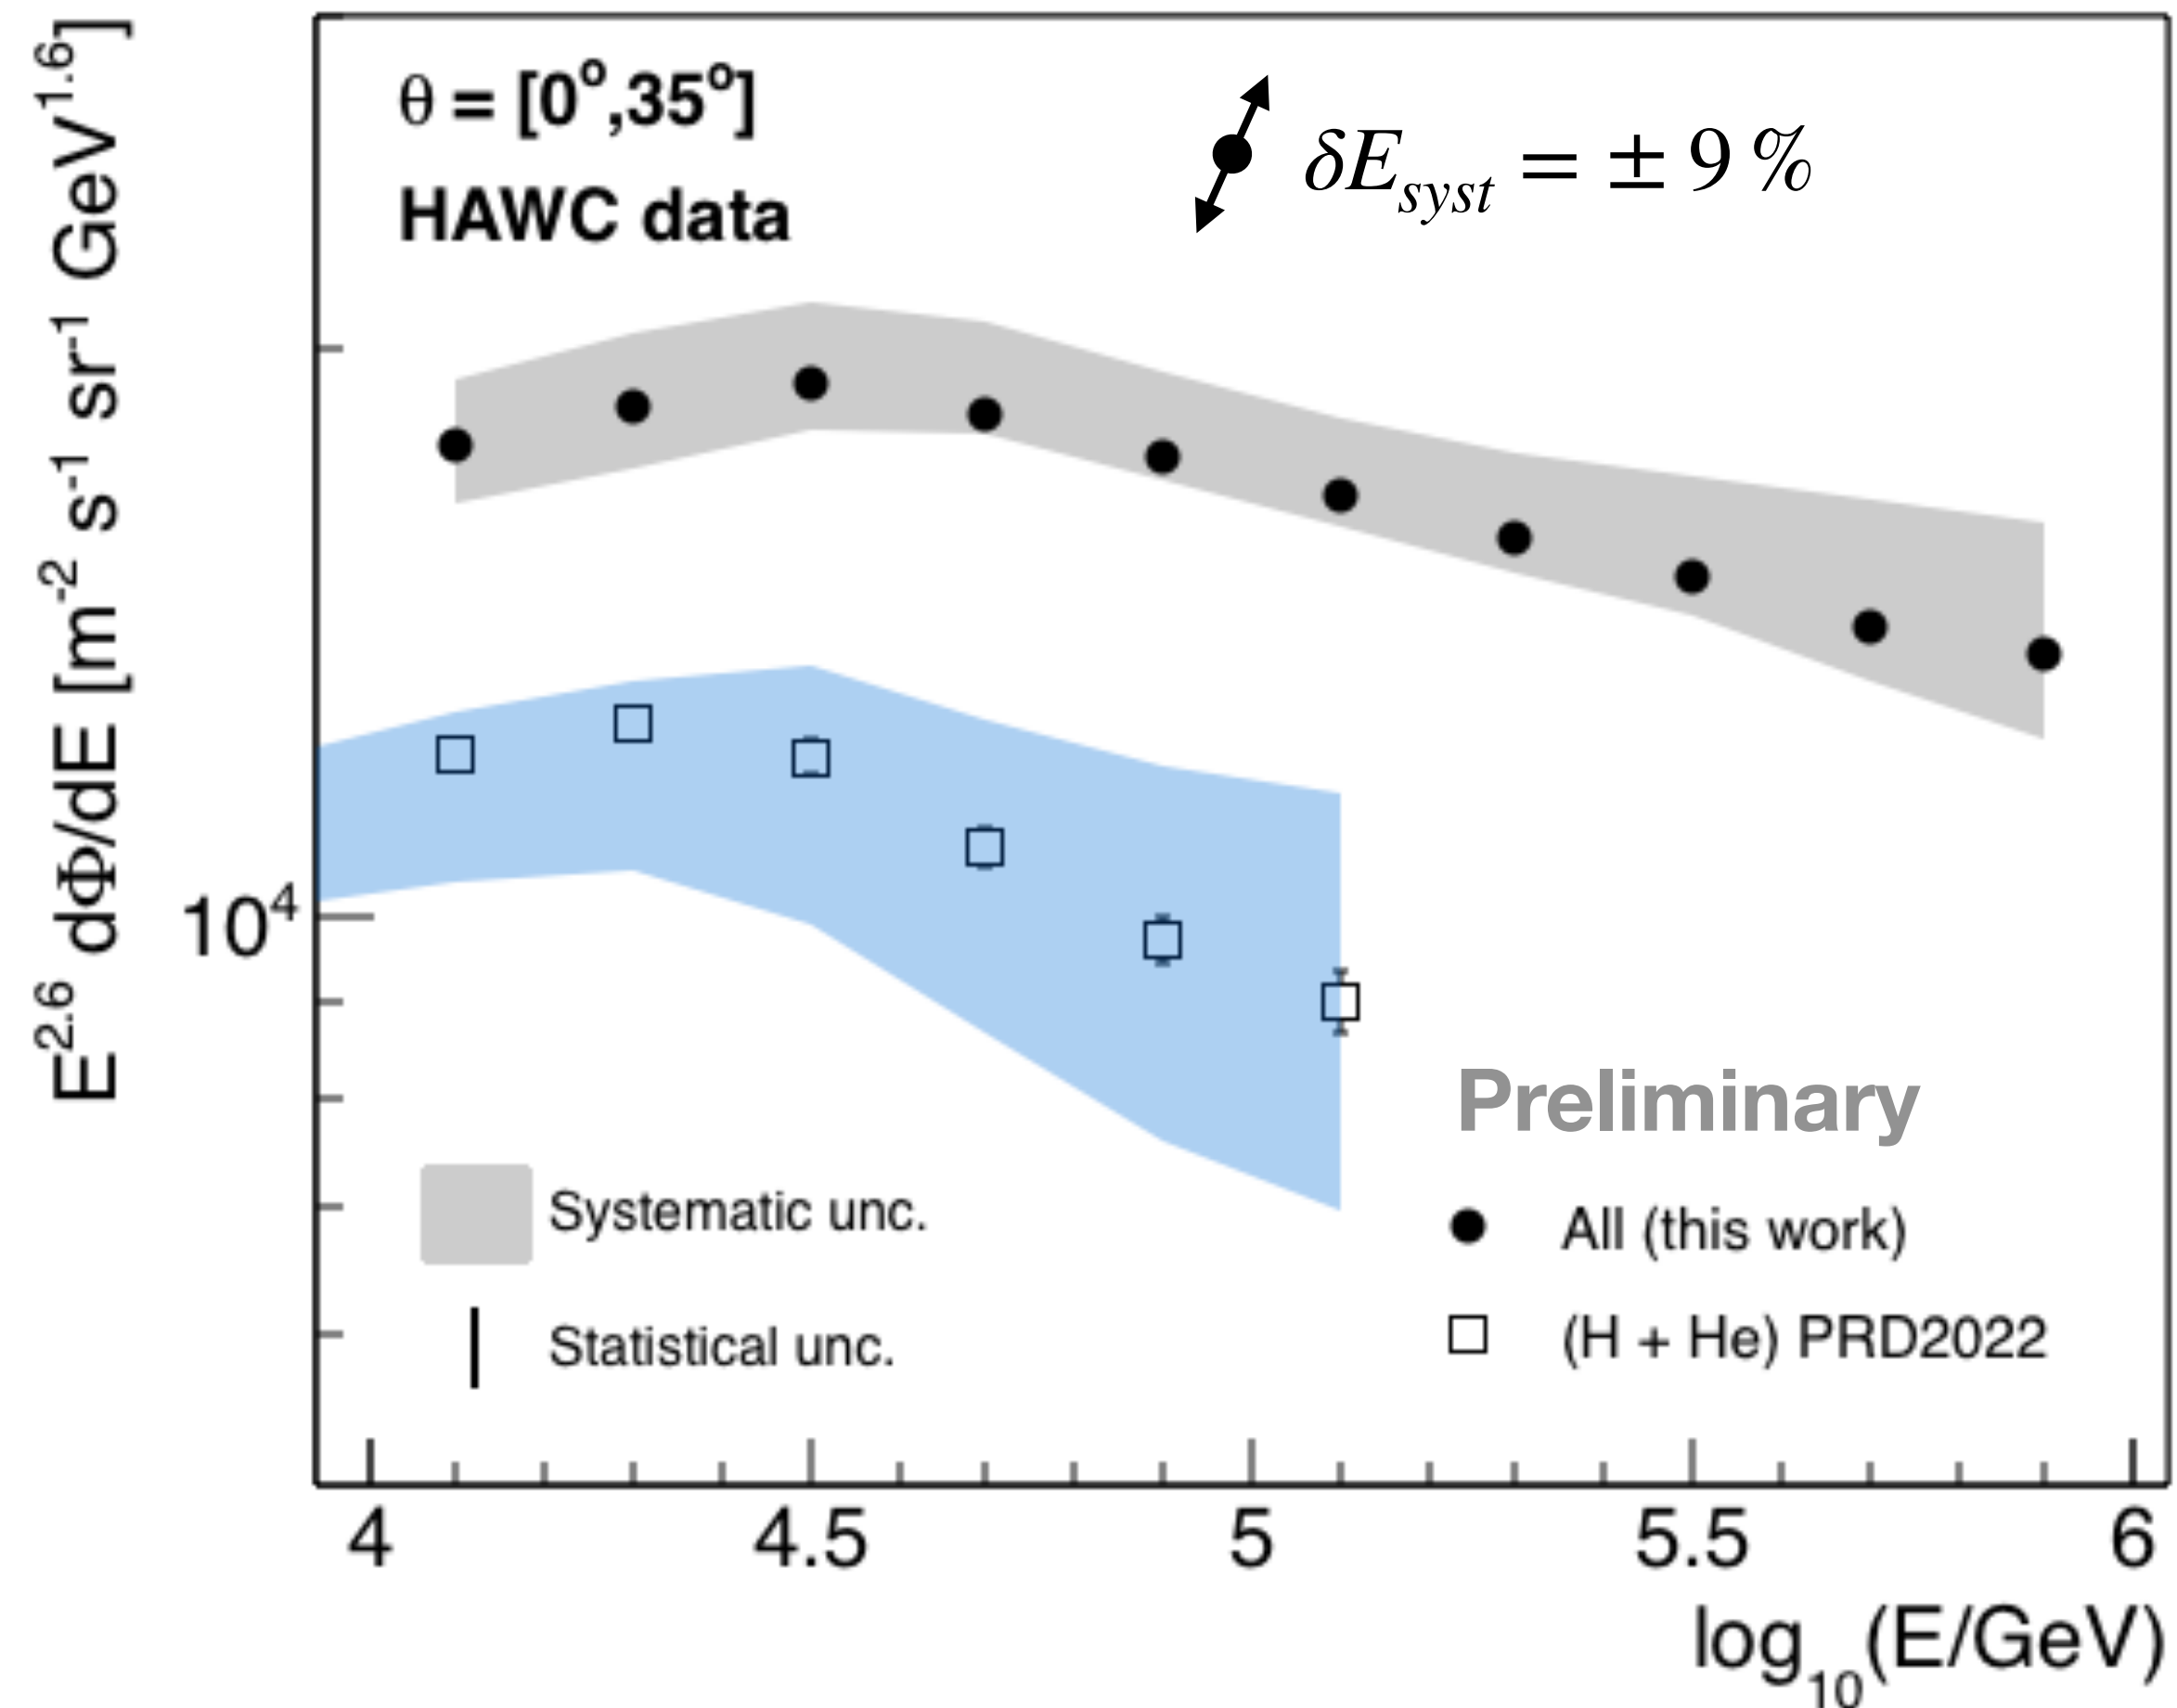 E^2.6 dΦ/dE [m^-2 s^-1 sr^-1 GeV^1.6]
θ = [0°,35°]
HAWC data
δE_syst = ± 9 %
10^4
Preliminary
Systematic unc.
Statistical unc.
All (this work)
(H + He) PRD2022
4 4.5 5 5.5 6
log_10(E/GeV)